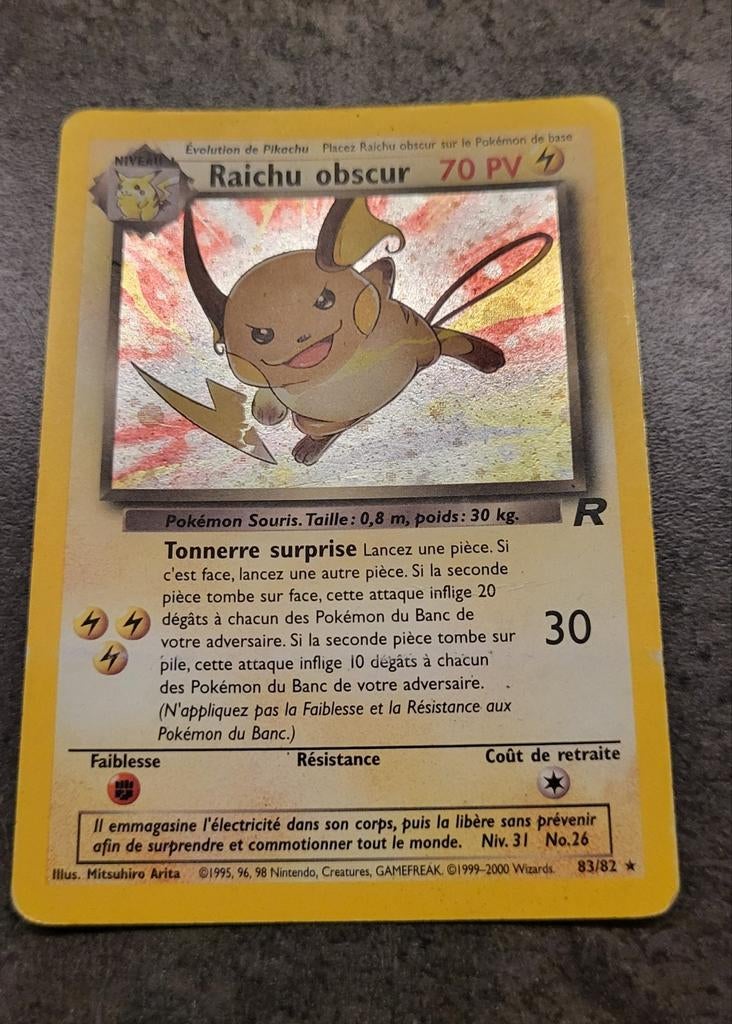 Évolution de Pikachu Placez Raichu obscur sur le Pokémon de base
NIVEAU 1
Raichu obscur 70 PV
Pokémon Souris. Taille: 0,8 m, poids: 30 kg.
R
Tonnerre surprise Lancez une pièce. Si
c'est face, lancez une autre pièce. Si la seconde
pièce tombe sur face, cette attaque inflige 20
dégâts à chacun des Pokémon du Banc de
votre adversaire. Si la seconde pièce tombe sur
pile, cette attaque inflige 10 dégâts à chacun
des Pokémon du Banc de votre adversaire.
(N'appliquez pas la Faiblesse et la Résistance aux
Pokémon du Banc.)
30
Faiblesse Résistance Coût de retraite
Il emmagasine l'électricité dans son corps, puis la libère sans prévenir
afin de surprendre et commotionner tout le monde. Niv. 31 No.26
Illus. Mitsuhiro Arita ©1995, 96, 98 Nintendo, Creatures, GAMEFREAK. ©1999-2000 Wizards. 83/82 ★